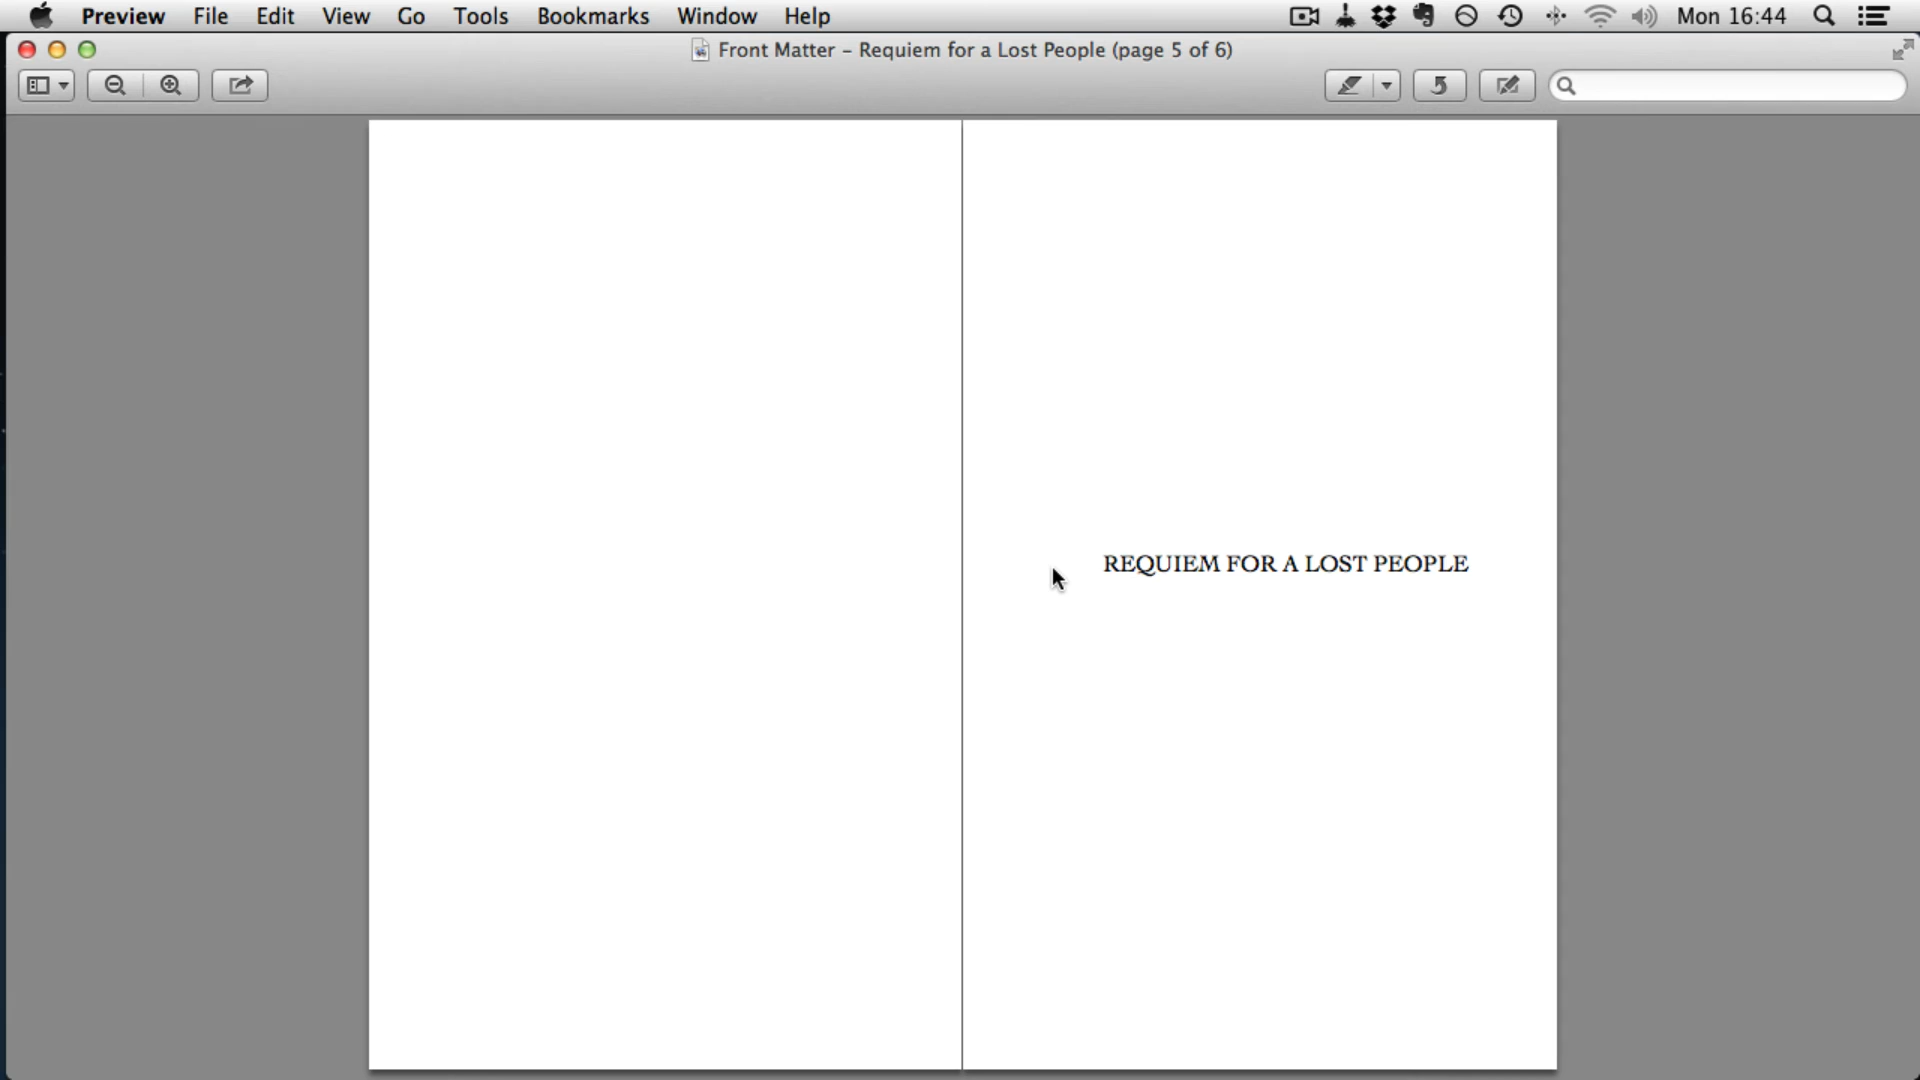 Preview File Edit View Go Tools Bookmarks Window Help Mon 16:44
Front Matter – Requiem for a Lost People (page 5 of 6)
REQUIEM FOR A LOST PEOPLE